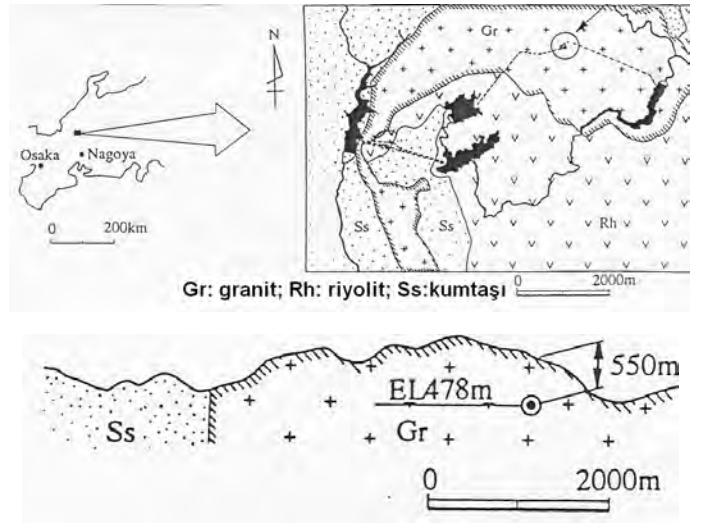 N
Osaka
Nagoya
0 200km
Gr
Ss
Ss
Rh
0 2000m
Gr: granit; Rh: riyolit; Ss:kumtaşı
550m
EL478m
Ss
Gr
0 2000m